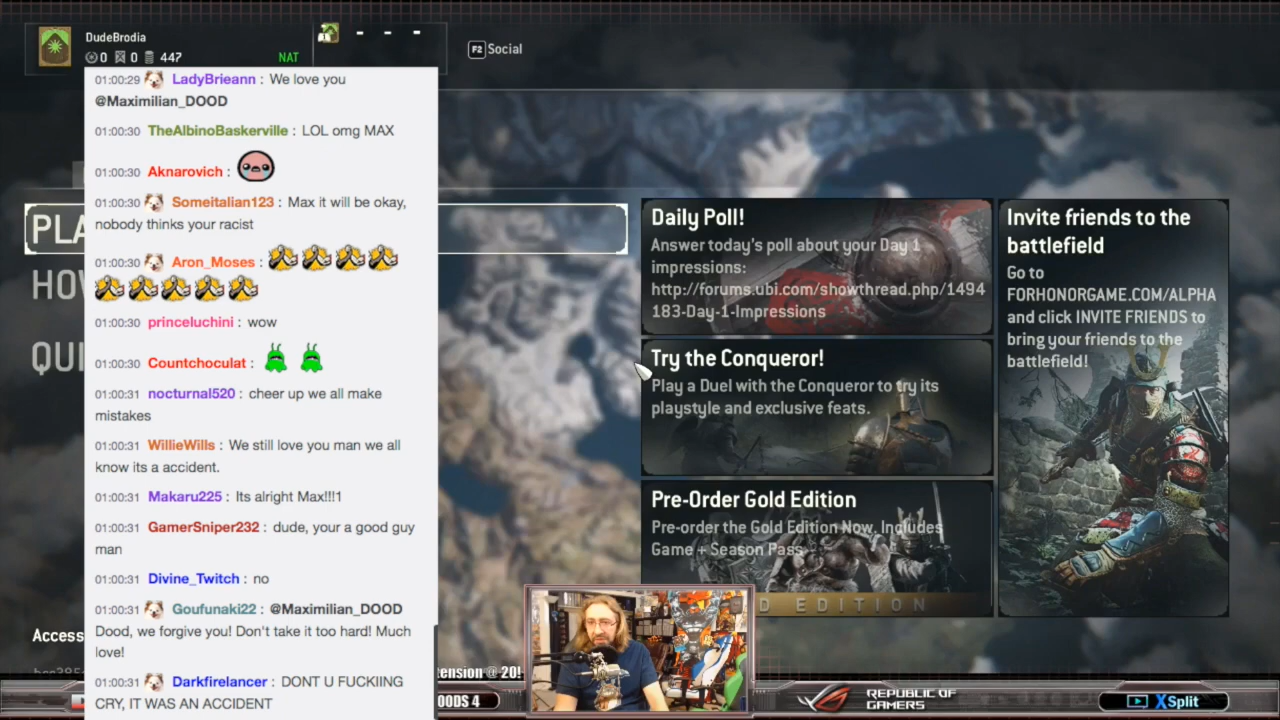 DudeBrodia
0 0 447
NAT
F2 Social
01:00:29 LadyBrieann : We love you
@Maximilian_DOOD
01:00:30 TheAlbinoBaskerville : LOL omg MAX
01:00:30 Aknarovich :
01:00:30 Someitalian123 : Max it will be okay,
nobody thinks your racist
01:00:30 Aron_Moses :
01:00:30 princeluchini : wow
01:00:30 Countchoculat :
01:00:31 nocturnal520 : cheer up we all make
mistakes
01:00:31 WillieWills : We still love you man we all
know its a accident.
01:00:31 Makaru225 : Its alright Max!!!1
01:00:31 GamerSniper232 : dude, your a good guy
man
01:00:31 Divine_Twitch : no
01:00:31 Goufunaki22 : @Maximilian_DOOD
Dood, we forgive you! Don't take it too hard! Much
love!
01:00:31 Darkfirelancer : DONT U FUCKIING
CRY, IT WAS AN ACCIDENT
PLA
HOW
QUI
Daily Poll!
Answer today's poll about your Day 1
impressions:
http://forums.ubi.com/showthread.php/1494
183-Day-1-Impressions
Try the Conqueror!
Play a Duel with the Conqueror to try its
playstyle and exclusive feats.
Pre-Order Gold Edition
Pre-order the Gold Edition Now. Includes
Game + Season Pass
D EDITION
Invite friends to the
battlefield
Go to
FORHONORGAME.COM/ALPHA
and click INVITE FRIENDS to
bring your friends to the
battlefield!
Access
tension @ 20!
OODS 4
REPUBLIC OF
GAMERS
XSplit